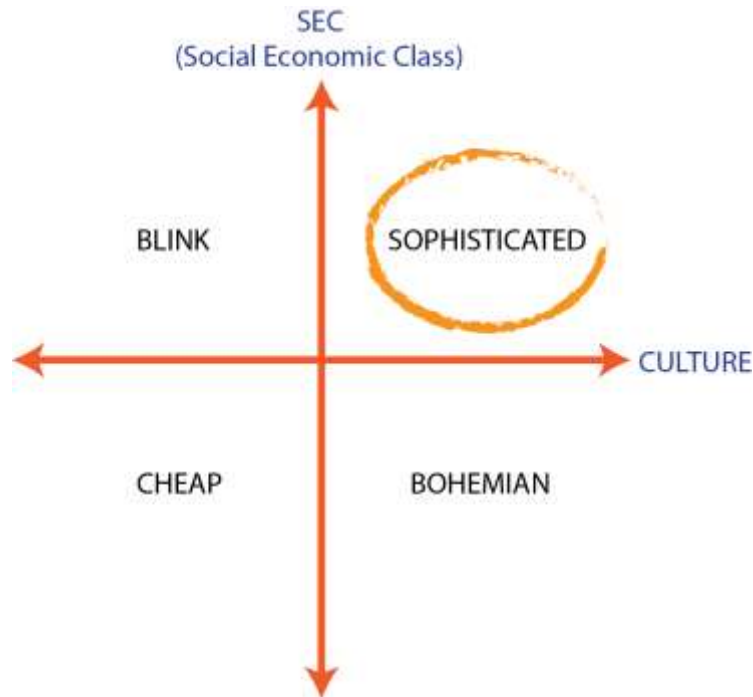 SEC
(Social Economic Class)
BLINK
SOPHISTICATED
CULTURE
CHEAP
BOHEMIAN